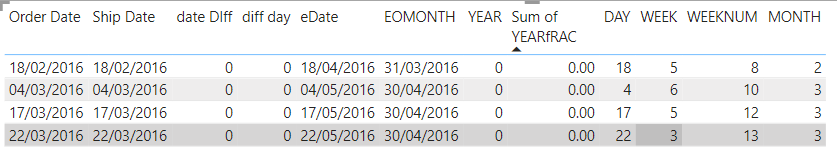 Order Date Ship Date date DIff diff day eDate EOMONTH YEAR Sum of YEARfRAC DAY WEEK WEEKNUM MONTH
18/02/2016 18/02/2016 0 0 18/04/2016 31/03/2016 0 0.00 18 5 8 2
04/03/2016 04/03/2016 0 0 04/05/2016 30/04/2016 0 0.00 4 6 10 3
17/03/2016 17/03/2016 0 0 17/05/2016 30/04/2016 0 0.00 17 5 12 3
22/03/2016 22/03/2016 0 0 22/05/2016 30/04/2016 0 0.00 22 3 13 3